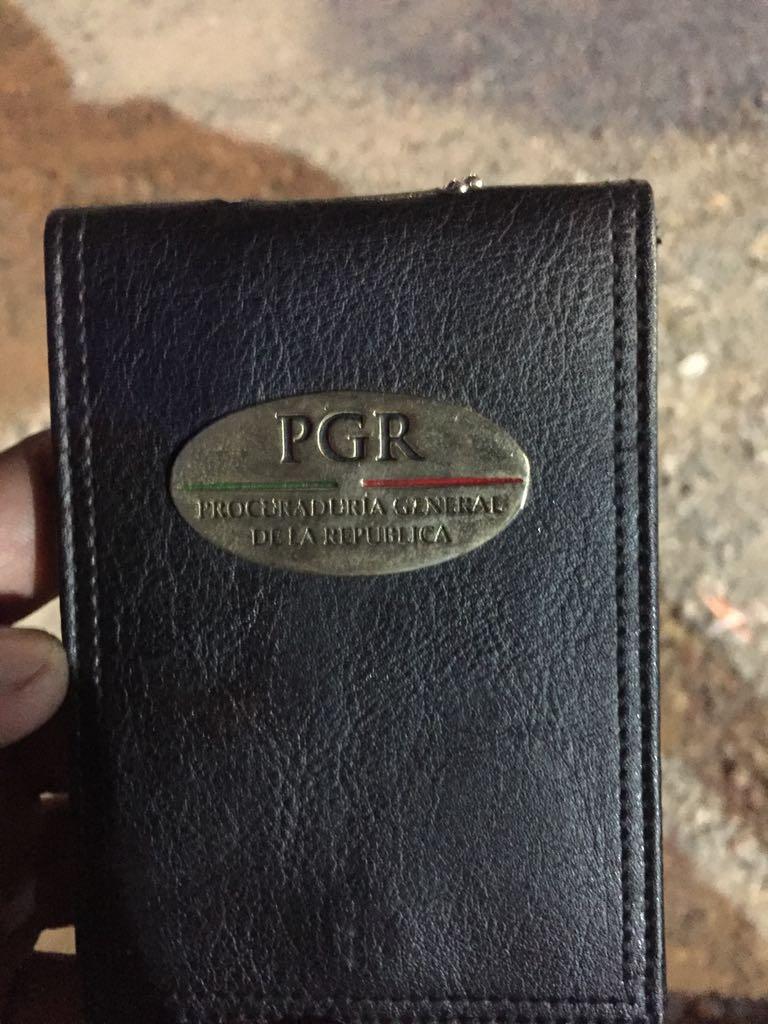 PGR
PROCURADURÍA GENERAL
DE LA REPÚBLICA